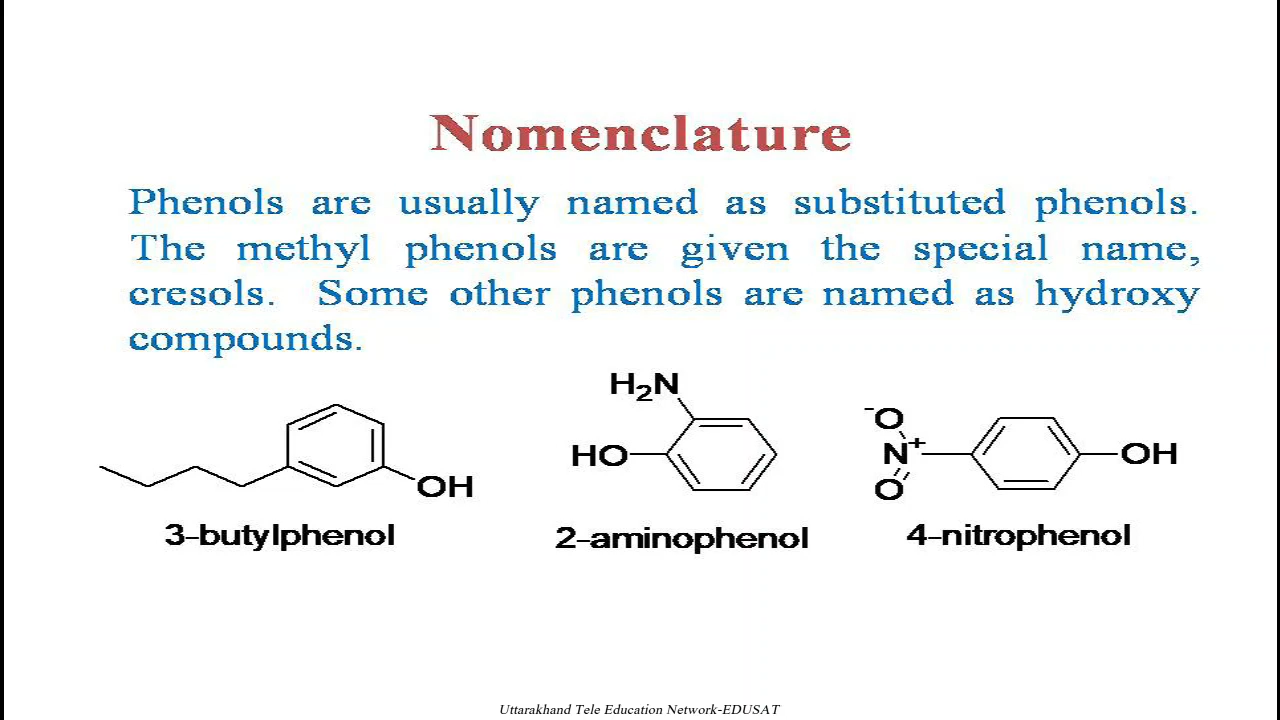 Nomenclature
Phenols are usually named as substituted phenols.
The methyl phenols are given the special name,
cresols. Some other phenols are named as hydroxy
compounds.
H2N
HO
OH
-O
N+
O
OH
3-butylphenol
2-aminophenol
4-nitrophenol
Uttarakhand Tele Education Network-EDUSAT